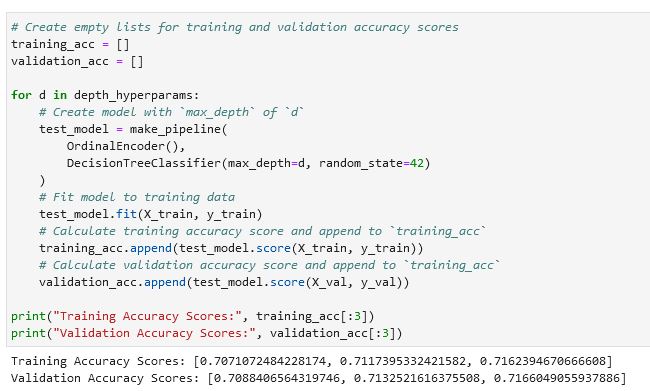 # Create empty lists for training and validation accuracy scores
training_acc = []
validation_acc = []

for d in depth_hyperparams:
    # Create model with `max_depth` of `d`
    test_model = make_pipeline(
        OrdinalEncoder(),
        DecisionTreeClassifier(max_depth=d, random_state=42)
    )
    # Fit model to training data
    test_model.fit(X_train, y_train)
    # Calculate training accuracy score and append to `training_acc`
    training_acc.append(test_model.score(X_train, y_train))
    # Calculate validation accuracy score and append to `training_acc`
    validation_acc.append(test_model.score(X_val, y_val))

print("Training Accuracy Scores:", training_acc[:3])
print("Validation Accuracy Scores:", validation_acc[:3])
Training Accuracy Scores: [0.7071072484228174, 0.7117395332421582, 0.7162394670666608]
Validation Accuracy Scores: [0.7088406564319746, 0.7132521616375508, 0.7166049055937886]